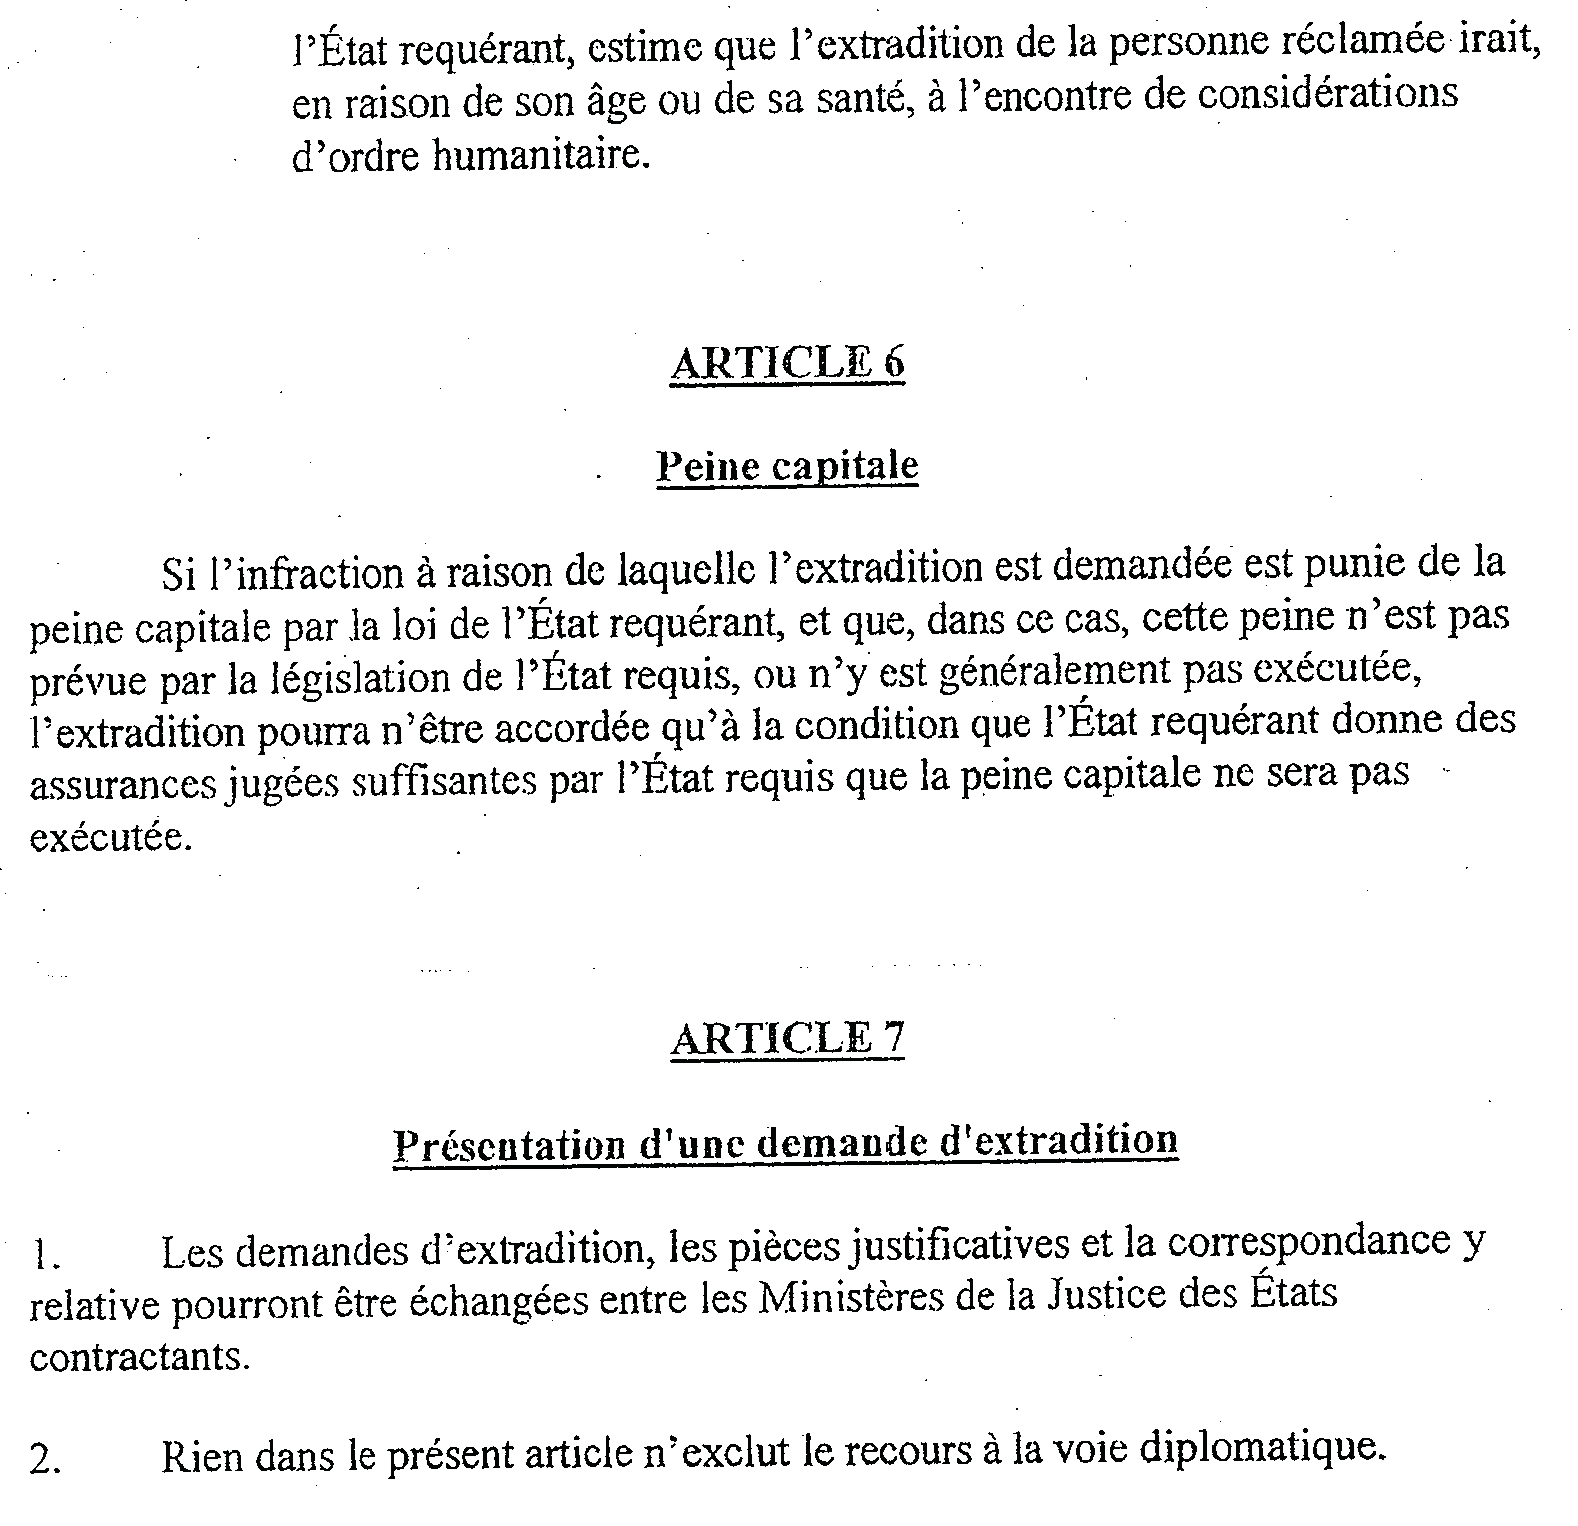 l’État requérant, estime que l’extradition de la personne réclamée irait,
en raison de son âge ou de sa santé, à l’encontre de considérations
d’ordre humanitaire.
ARTICLE 6
Peine capitale
Si l’infraction à raison de laquelle l’extradition est demandée est punie de la
peine capitale par la loi de l’État requérant, et que, dans ce cas, cette peine n’est pas
prévue par la législation de l’État requis, ou n’y est généralement pas exécutée,
l’extradition pourra n’être accordée qu’à la condition que l’État requérant donne des
assurances jugées suffisantes par l’État requis que la peine capitale ne sera pas
exécutée.
ARTICLE 7
Présentation d'une demande d'extradition
1. Les demandes d’extradition, les pièces justificatives et la correspondance y
relative pourront être échangées entre les Ministères de la Justice des États
contractants.
2. Rien dans le présent article n’exclut le recours à la voie diplomatique.